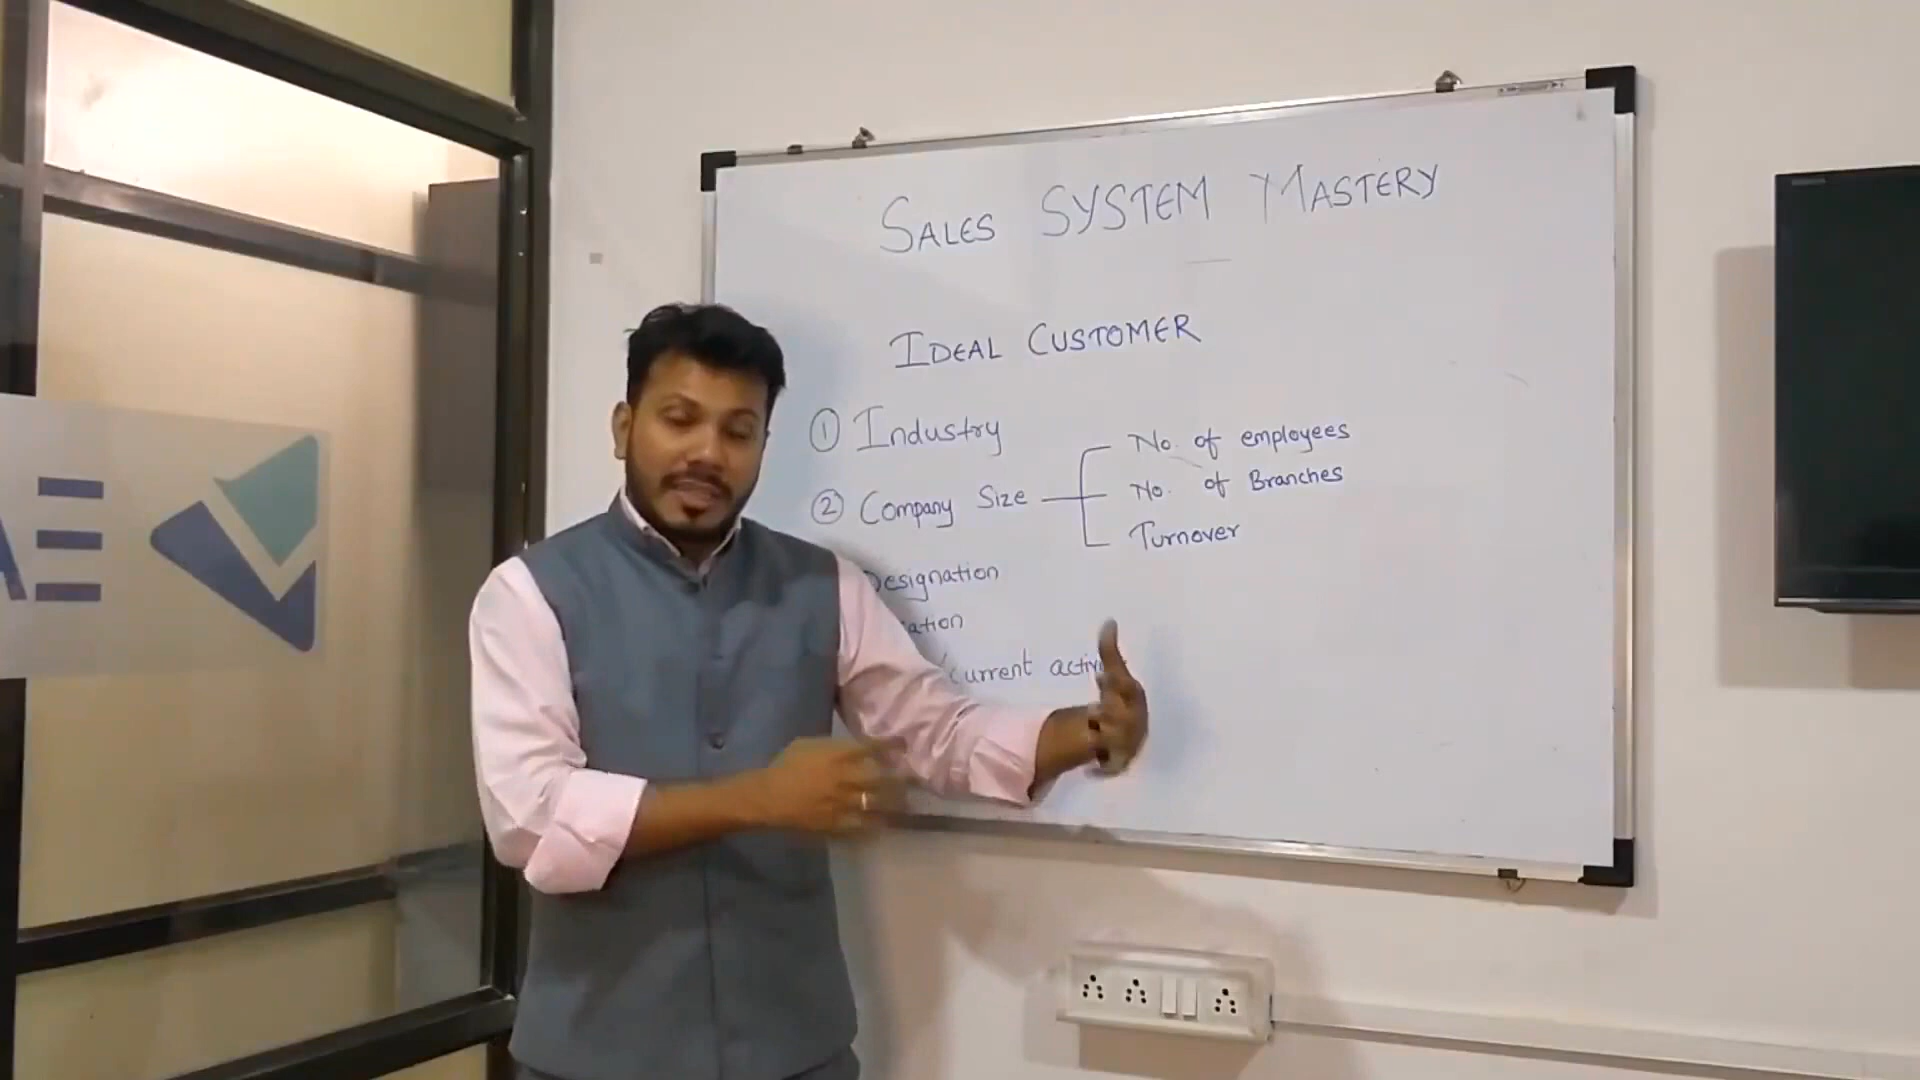 SALES SYSTEM MASTERY
IDEAL CUSTOMER
① Industry
② Company Size
No. of employees
No. of Branches
Turnover
Designation
/current